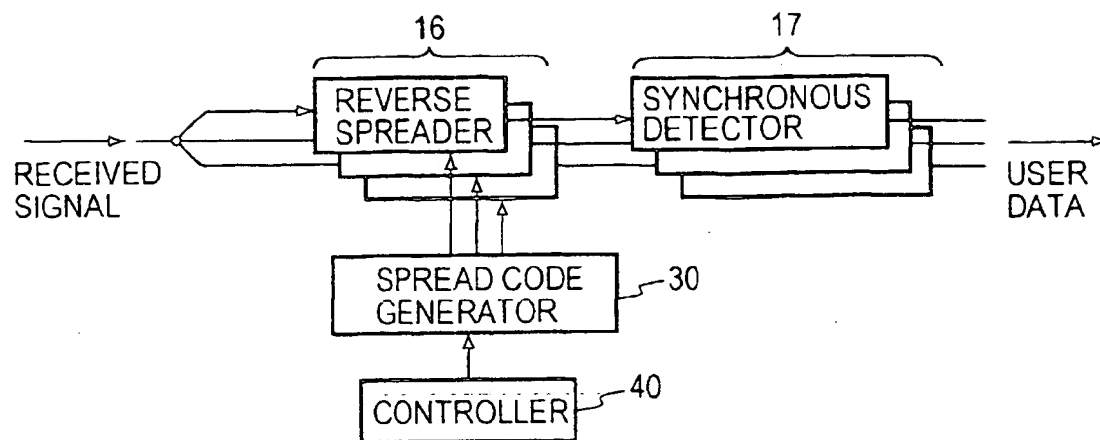 16
17
REVERSE
SPREADER
SYNCHRONOUS
DETECTOR
RECEIVED
SIGNAL
USER
DATA
SPREAD CODE
GENERATOR
30
CONTROLLER
40